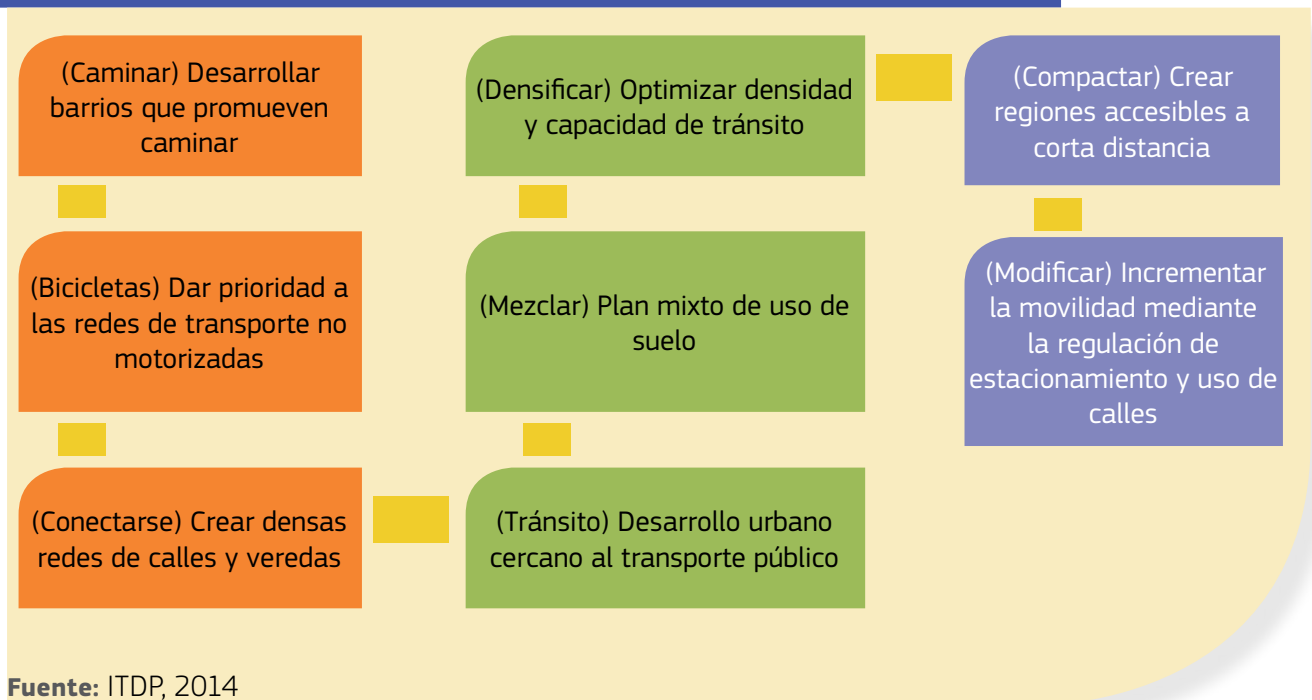 (Caminar) Desarrollar
barrios que promueven
caminar
(Bicicletas) Dar prioridad a
las redes de transporte no
motorizadas
(Conectarse) Crear densas
redes de calles y veredas
(Tránsito) Desarrollo urbano
cercano al transporte público
(Mezclar) Plan mixto de uso de
suelo
(Densificar) Optimizar densidad
y capacidad de tránsito
(Compactar) Crear
regiones accesibles a
corta distancia
(Modificar) Incrementar
la movilidad mediante
la regulación de
estacionamiento y uso de
calles
Fuente: ITDP, 2014